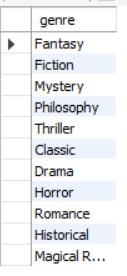 genre
Fantasy
Fiction
Mystery
Philosophy
Thriller
Classic
Drama
Horror
Romance
Historical
Magical R...